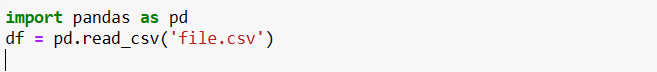 import pandas as pd
df = pd.read_csv('file.csv')